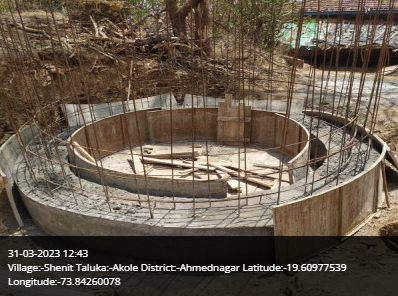 31-03-2023 12:43
Village:-Shenit Taluka:-Akole District:-Ahmednagar Latitude:-19.60977539
Longitude:-73.84260078